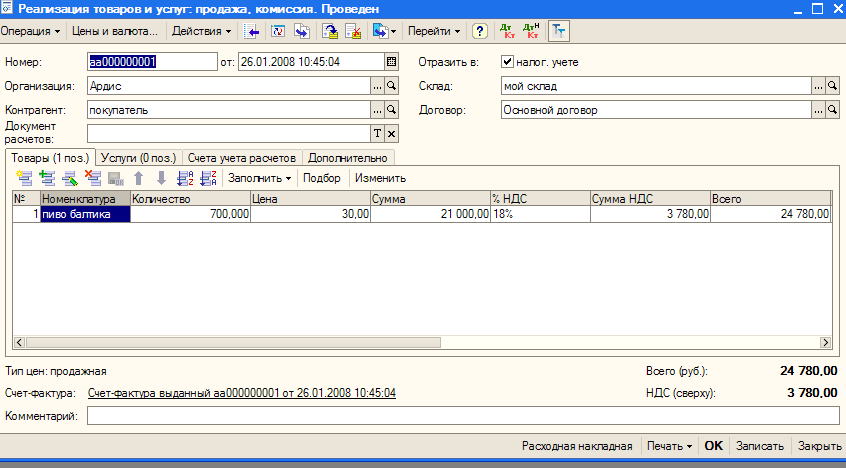 Реализация товаров и услуг: продажа, комиссия. Проведен
Операция Цены и валюта... Действия Перейти ? Дт Кт Дт Н Кт
Номер: аа000000001 от: 26.01.2008 10:45:04 Отразить в: налог. учете
Организация: Ардис ... Склад: мой склад ...
Контрагент: покупатель ... Договор: Основной договор ...
Документ расчетов: T ×
Товары (1 поз.) Услуги (0 поз.) Счета учета расчетов Дополнительно
Заполнить Подбор Изменить
№ Номенклатура Количество Цена Сумма % НДС Сумма НДС Всего
1 пиво балтика 700,000 30,00 21 000,00 18% 3 780,00 24 780,00
Тип цен: продажная Всего (руб.): 24 780,00
Счет-фактура: Счет-фактура выданный аа000000001 от 26.01.2008 10:45:04 НДС (сверху): 3 780,00
Комментарий:
Расходная накладная Печать OK Записать Закрыть